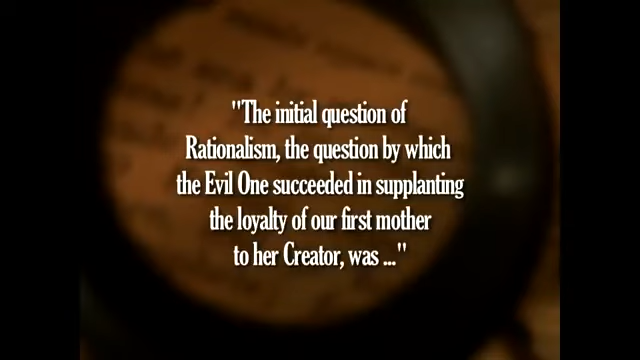 "The initial question of
Rationalism, the question by which
the Evil One succeeded in supplanting
the loyalty of our first mother
to her Creator, was ..."